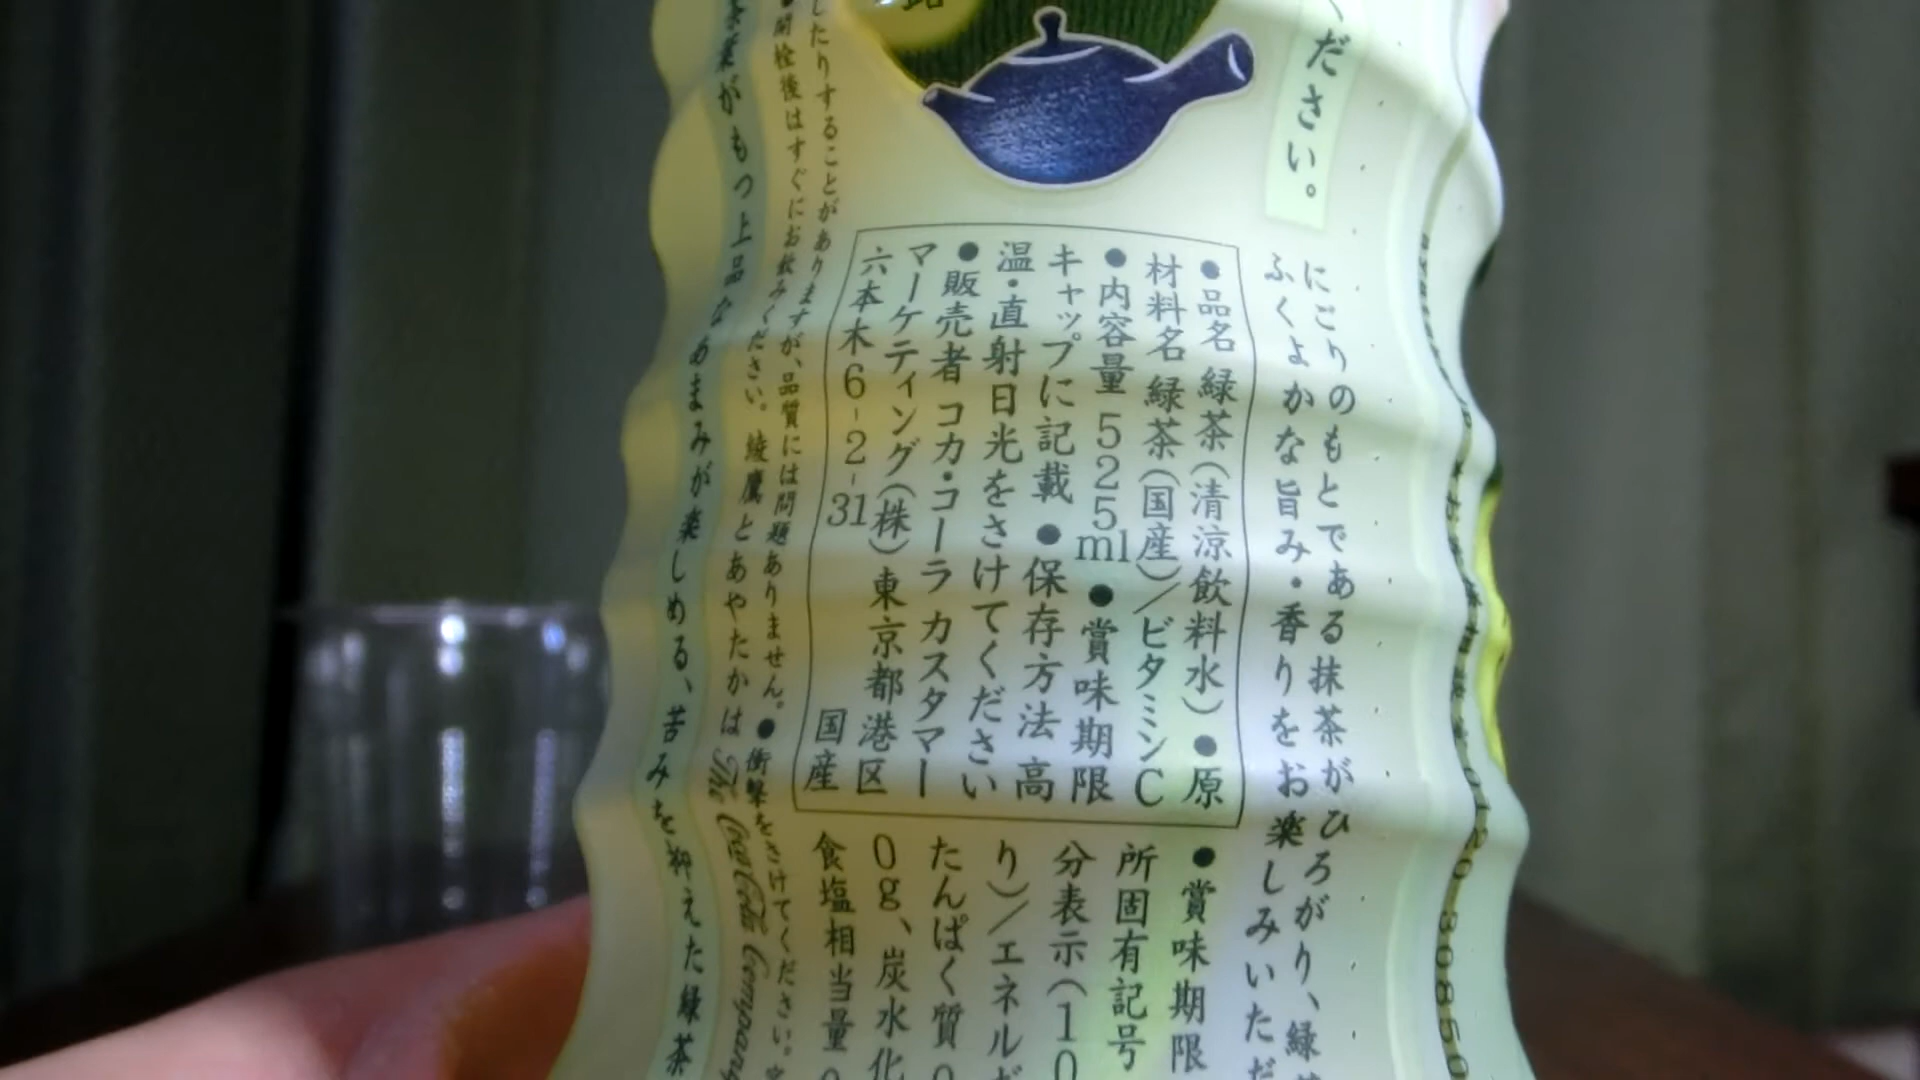 ください。
にごりのもとである抹茶がひろがり、緑
ふくよかな旨み・香りをお楽しみいただ
●品名 緑茶(清涼飲料水) ●原
材料名 緑茶(国産)/ビタミンC
●内容量 525ml ●賞味期限
キャップに記載 ●保存方法 高
温・直射日光をさけてください
●販売者 コカ・コーラ カスタマー
マーケティング(株) 東京都港区
六本木6-2-31 国産
●賞味期限
所固有記号
分表示(10
り)/エネルギ
たんぱく質0
0g、炭水化
食塩相当量0
したりすることがありますが、品質には問題ありません。●衝撃をさけてください。
●開栓後はすぐにお飲みください。綾鷹とあやたかは The Coca-Cola Company
茶葉がもつ上品なあまみが楽しめる、苦みを抑えた緑茶
0120-308-50